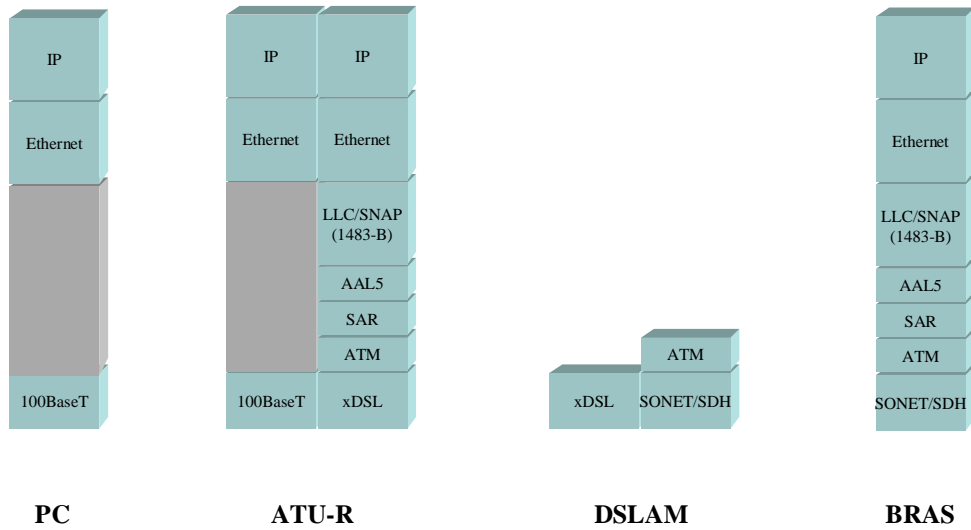 IP
Ethernet
100BaseT
PC
IP
Ethernet
100BaseT
IP
Ethernet
LLC/SNAP
(1483-B)
AAL5
SAR
ATM
xDSL
ATU-R
xDSL
ATM
SONET/SDH
DSLAM
IP
Ethernet
LLC/SNAP
(1483-B)
AAL5
SAR
ATM
SONET/SDH
BRAS